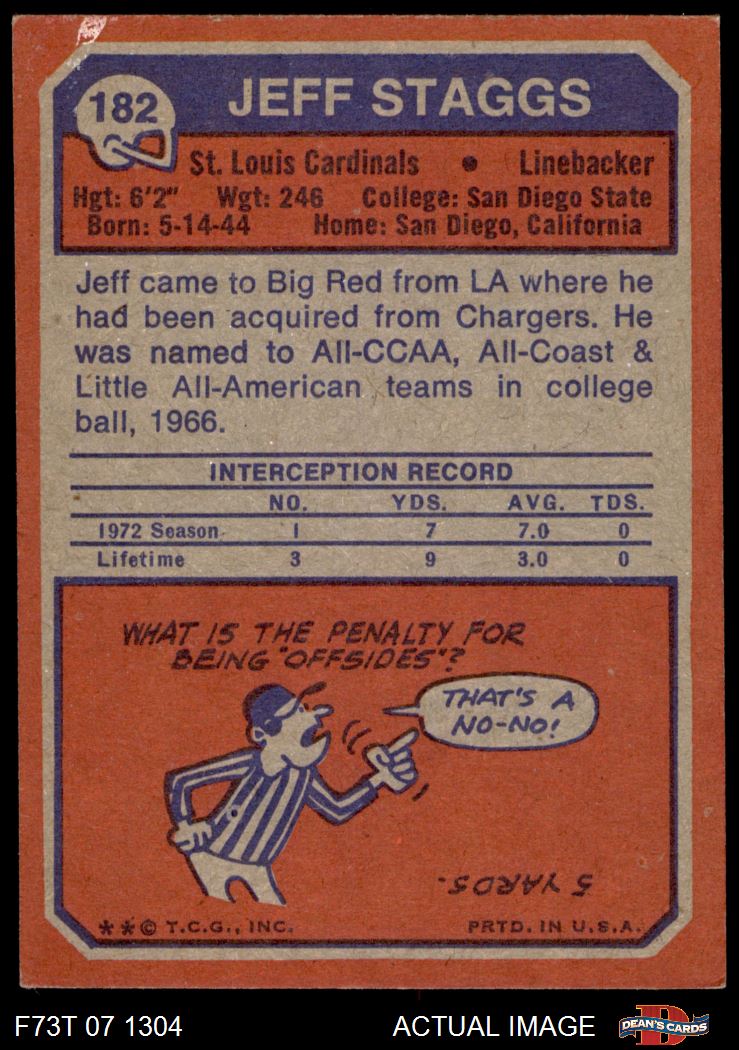 182
JEFF STAGGS
St. Louis Cardinals • Linebacker
Hgt: 6'2" Wgt: 246 College: San Diego State
Born: 5-14-44 Home: San Diego, California
Jeff came to Big Red from LA where he
had been acquired from Chargers. He
was named to All-CCAA, All-Coast &
Little All-American teams in college
ball, 1966.
INTERCEPTION RECORD
NO. YDS. AVG. TDS.
1972 Season 1 7 7.0 0
Lifetime 3 9 3.0 0
WHAT IS THE PENALTY FOR
BEING "OFFSIDES"?
THAT'S A
NO-NO!
5 YARDS.
**© T.C.G., INC. PRTD. IN U.S.A.
F73T 07 1304 ACTUAL IMAGE
D
DEAN'S CARDS